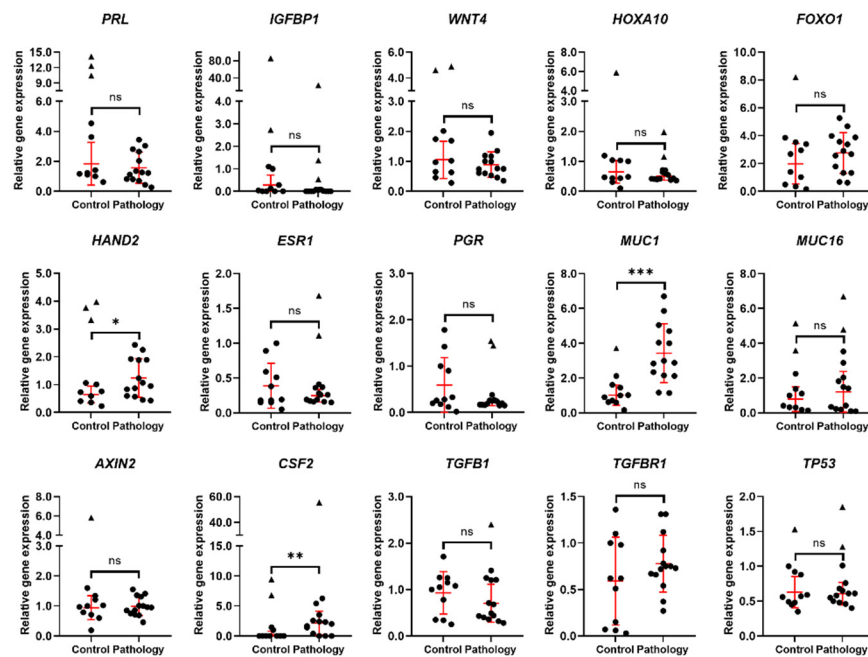 PRL IGFBP1 WNT4 HOXA10 FOXO1
Relative gene expression
15.0
10.0
6.0
4.0
2.0
0.0
ns
Control Pathology
Relative gene expression
80.0
60.0
40.0
20.0
4.0
3.0
2.0
1.0
0.0
ns
Control Pathology
Relative gene expression
6.0
4.0
3.0
2.0
1.0
0.0
ns
Control Pathology
Relative gene expression
8.0
6.0
4.0
3.0
2.0
1.0
0.0
ns
Control Pathology
Relative gene expression
10.0
8.0
6.0
4.0
2.0
0.0
ns
Control Pathology
HAND2 ESR1 PGR MUC1 MUC16
Relative gene expression
5.0
4.0
3.0
2.0
1.0
0.0
*
Control Pathology
Relative gene expression
2.0
1.5
1.0
0.5
0.0
ns
Control Pathology
Relative gene expression
3.0
2.0
1.0
0.0
ns
Control Pathology
Relative gene expression
8.0
6.0
4.0
2.0
0.0
***
Control Pathology
Relative gene expression
8.0
6.0
4.0
2.0
0.0
ns
Control Pathology
AXIN2 CSF2 TGFB1 TGFBR1 TP53
Relative gene expression
8.0
6.0
4.0
3.0
2.0
1.0
0.0
ns
Control Pathology
Relative gene expression
60.0
40.0
20.0
15.0
10.0
5.0
0.0
**
Control Pathology
Relative gene expression
3.0
2.0
1.0
0.0
ns
Control Pathology
Relative gene expression
1.5
1.0
0.5
0.0
ns
Control Pathology
Relative gene expression
2.0
1.5
1.0
0.5
0.0
ns
Control Pathology